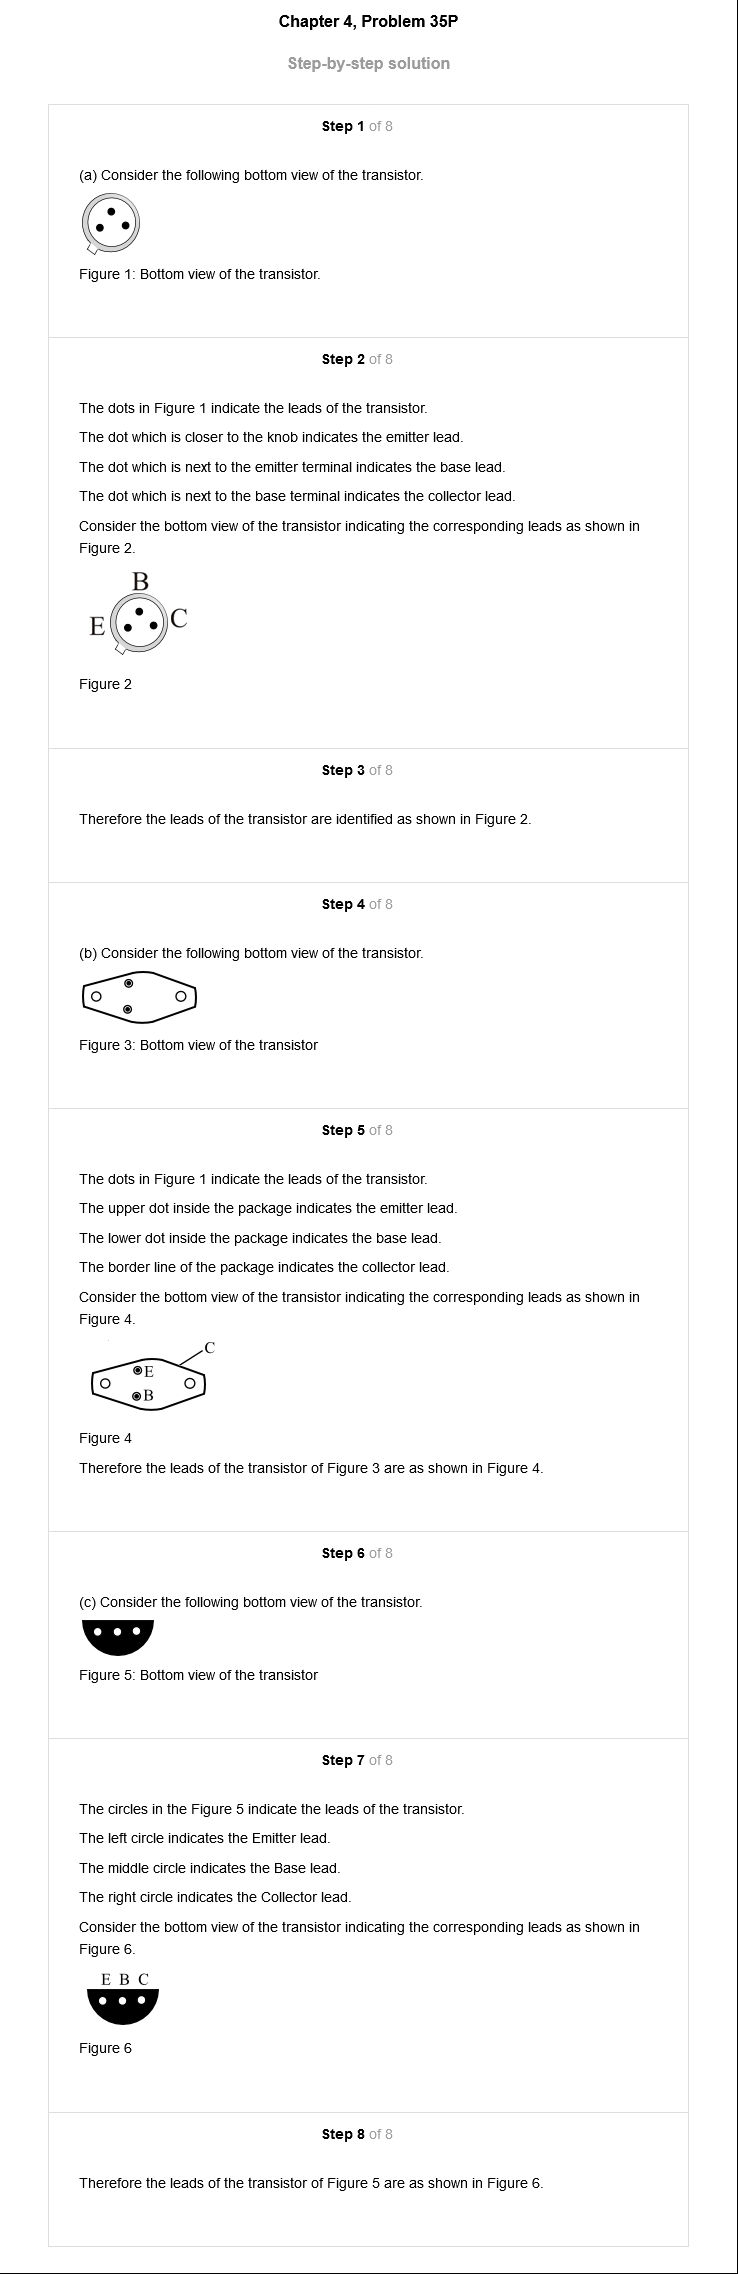 Chapter 4, Problem 35P
Step-by-step solution
Step 1 of 8
(a) Consider the following bottom view of the transistor.
Figure 1: Bottom view of the transistor.
Step 2 of 8
The dots in Figure 1 indicate the leads of the transistor.
The dot which is closer to the knob indicates the emitter lead.
The dot which is next to the emitter terminal indicates the base lead.
The dot which is next to the base terminal indicates the collector lead.
Consider the bottom view of the transistor indicating the corresponding leads as shown in
Figure 2.
B
E C
Figure 2
Step 3 of 8
Therefore the leads of the transistor are identified as shown in Figure 2.
Step 4 of 8
(b) Consider the following bottom view of the transistor.
Figure 3: Bottom view of the transistor
Step 5 of 8
The dots in Figure 1 indicate the leads of the transistor.
The upper dot inside the package indicates the emitter lead.
The lower dot inside the package indicates the base lead.
The border line of the package indicates the collector lead.
Consider the bottom view of the transistor indicating the corresponding leads as shown in
Figure 4.
C
E
B
Figure 4
Therefore the leads of the transistor of Figure 3 are as shown in Figure 4.
Step 6 of 8
(c) Consider the following bottom view of the transistor.
Figure 5: Bottom view of the transistor
Step 7 of 8
The circles in the Figure 5 indicate the leads of the transistor.
The left circle indicates the Emitter lead.
The middle circle indicates the Base lead.
The right circle indicates the Collector lead.
Consider the bottom view of the transistor indicating the corresponding leads as shown in
Figure 6.
E B C
Figure 6
Step 8 of 8
Therefore the leads of the transistor of Figure 5 are as shown in Figure 6.